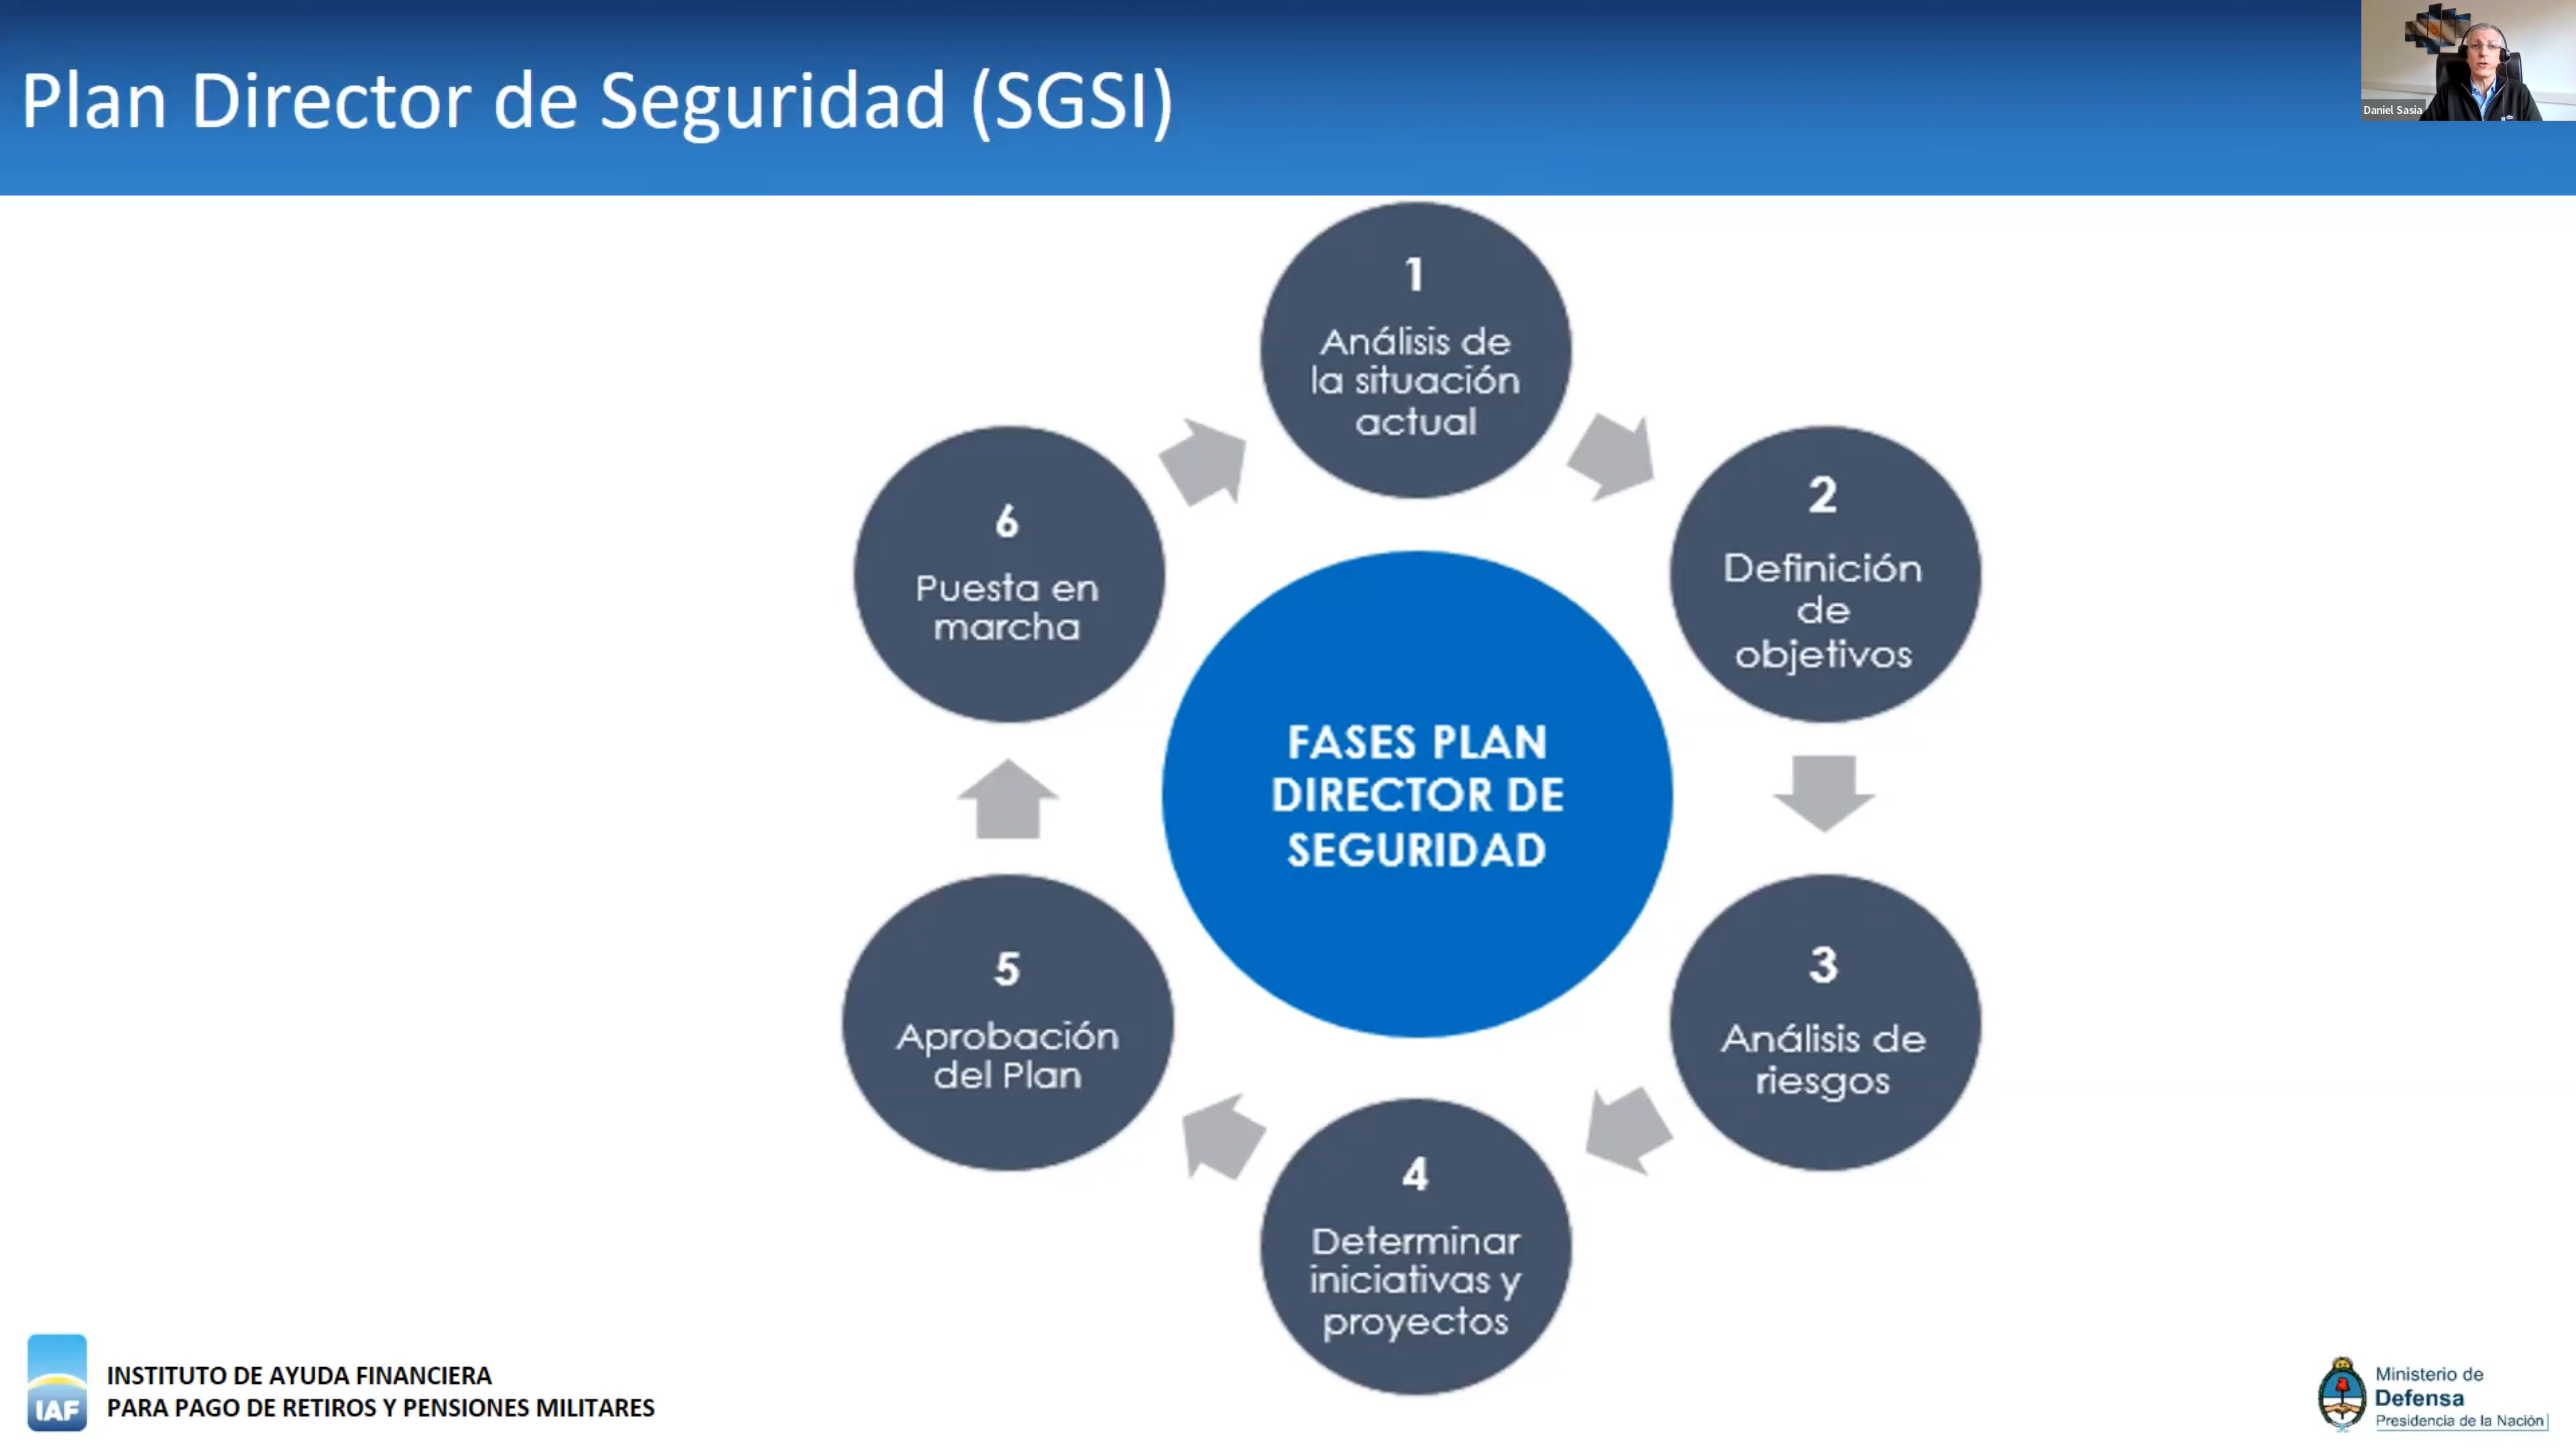 Plan Director de Seguridad (SGSI)
Daniel Sasia
1
Análisis de
la situación
actual
2
Definición
de
objetivos
3
Análisis de
riesgos
4
Determinar
iniciativas y
proyectos
5
Aprobación
del Plan
6
Puesta en
marcha
FASES PLAN
DIRECTOR DE
SEGURIDAD
IAF
INSTITUTO DE AYUDA FINANCIERA
PARA PAGO DE RETIROS Y PENSIONES MILITARES
Ministerio de
Defensa
Presidencia de la Nación